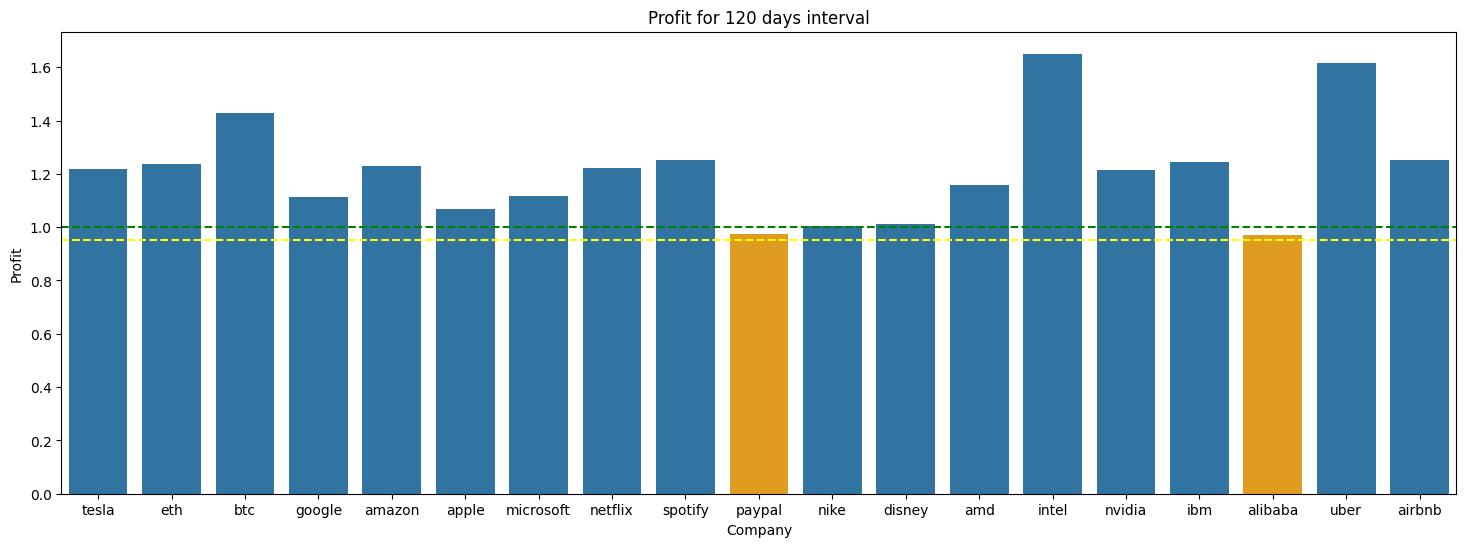 Profit for 120 days interval
Profit
1.6
1.4
1.2
1.0
0.8
0.6
0.4
0.2
0.0
tesla eth btc google amazon apple microsoft netflix spotify paypal nike disney amd intel nvidia ibm alibaba uber airbnb
Company